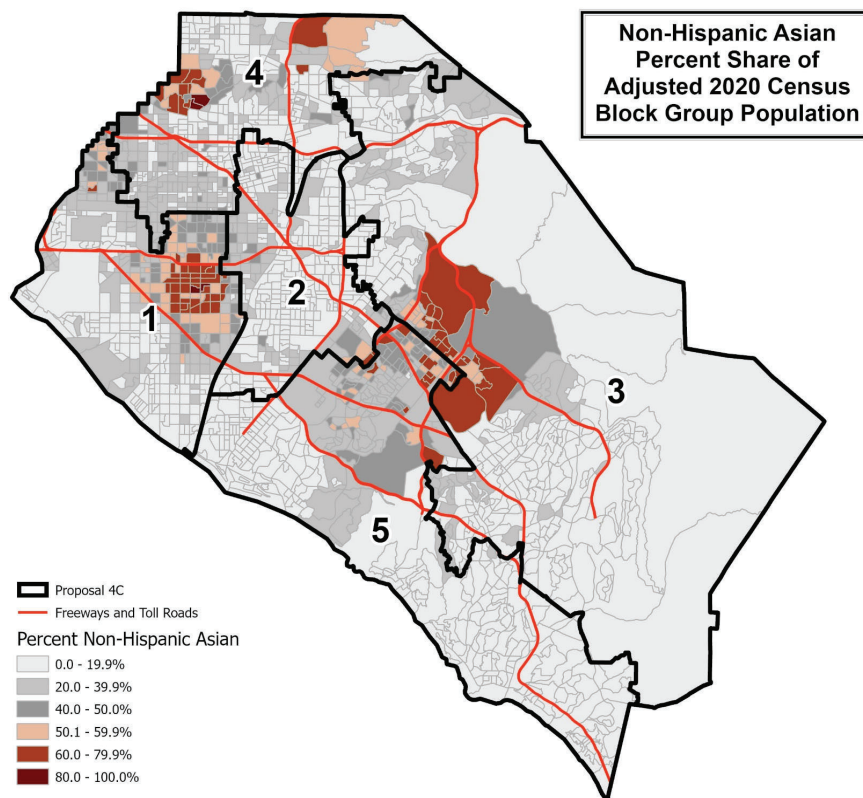 Non-Hispanic Asian
Percent Share of
Adjusted 2020 Census
Block Group Population
4
2
1
3
5
Proposal 4C
Freeways and Toll Roads
Percent Non-Hispanic Asian
0.0 - 19.9%
20.0 - 39.9%
40.0 - 50.0%
50.1 - 59.9%
60.0 - 79.9%
80.0 - 100.0%